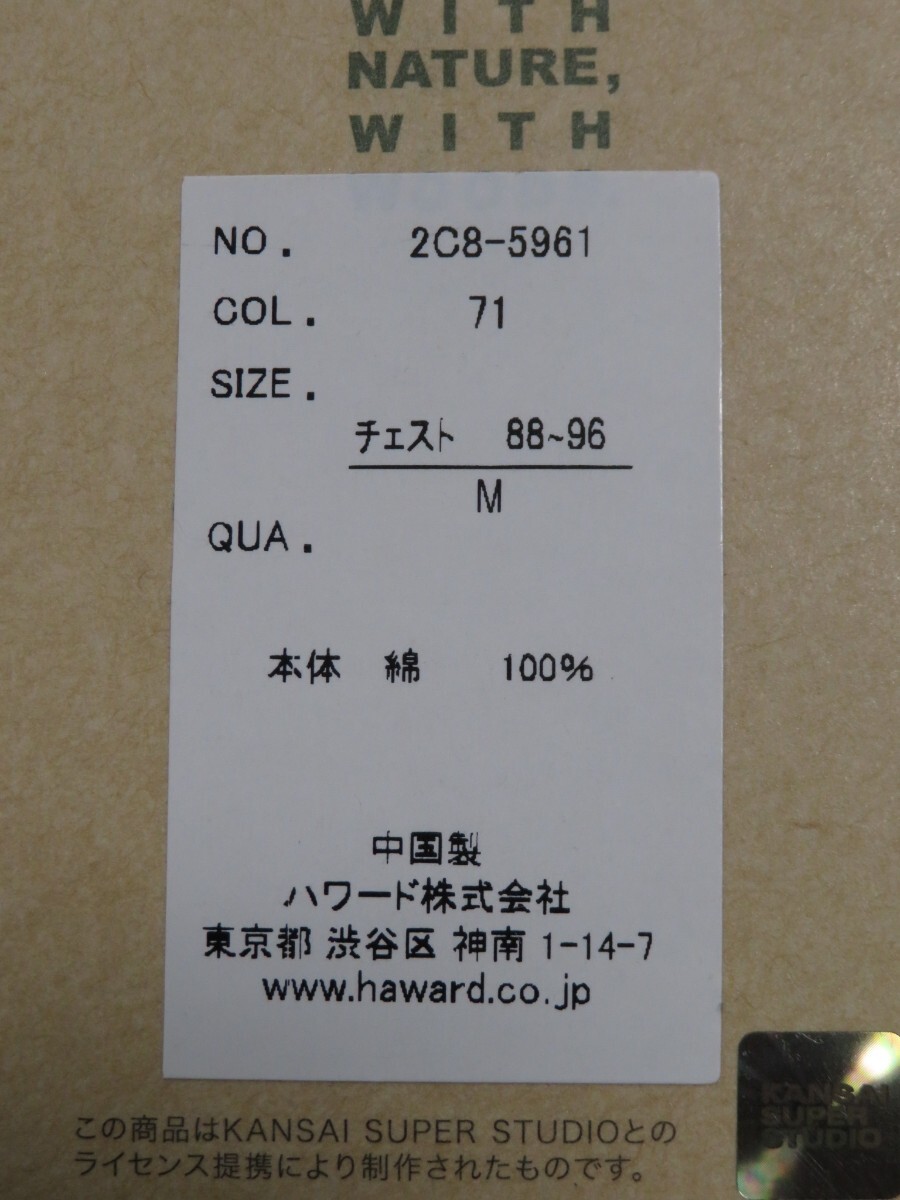 WITH
NATURE,
WITH
NO. 2C8-5961
COL. 71
SIZE.
チェスト 88~96
M
QUA.
本体 綿 100%
中国製
ハワード株式会社
東京都 渋谷区 神南 1-14-7
www.haward.co.jp
KANSAI
SUPER
STUDIO
この商品はKANSAI SUPER STUDIOとの
ライセンス提携により制作されたものです。